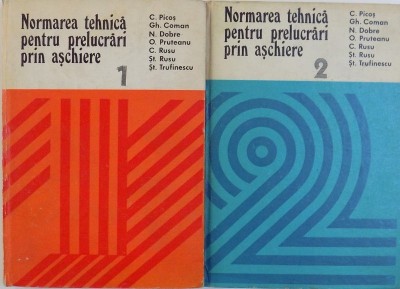 Normarea tehnică
pentru prelucrări
prin așchiere
1
C. Picoș
Gh. Coman
N. Dobre
O. Pruteanu
C. Rusu
Șt. Rusu
Șt. Trufinescu
Normarea tehnică
pentru prelucrări
prin așchiere
2
C. Picoș
Gh. Coman
N. Dobre
O. Pruteanu
C. Rusu
Șt. Rusu
Șt. Trufinescu